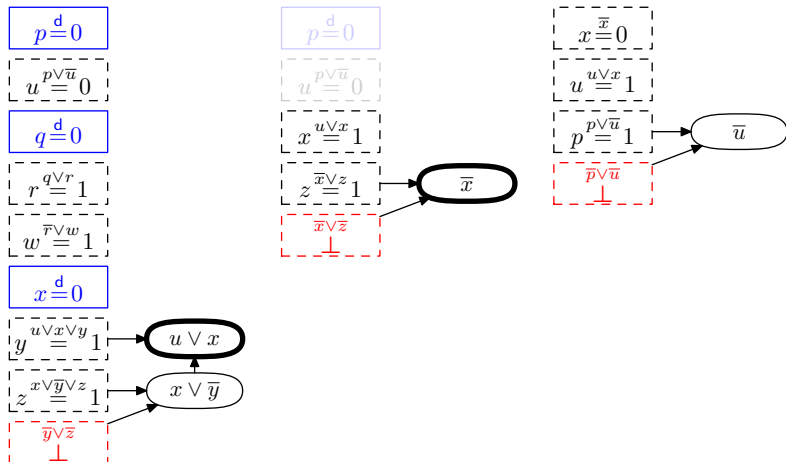 p =^d 0
u =^{p∨u̅} 0
q =^d 0
r =^{q∨r} 1
w =^{r̅∨w} 1
x =^d 0
y =^{u∨x∨y} 1
u ∨ x
z =^{x∨y̅∨z} 1
x ∨ y̅
y̅∨z̅
⊥
p =^d 0
u =^{p∨u̅} 0
x =^{u∨x} 1
z =^{x̅∨z} 1
x̅
x̅∨z̅
⊥
x =^{x̅} 0
u =^{u∨x} 1
p =^{p∨u̅} 1
u̅
p̅∨u̅
⊥